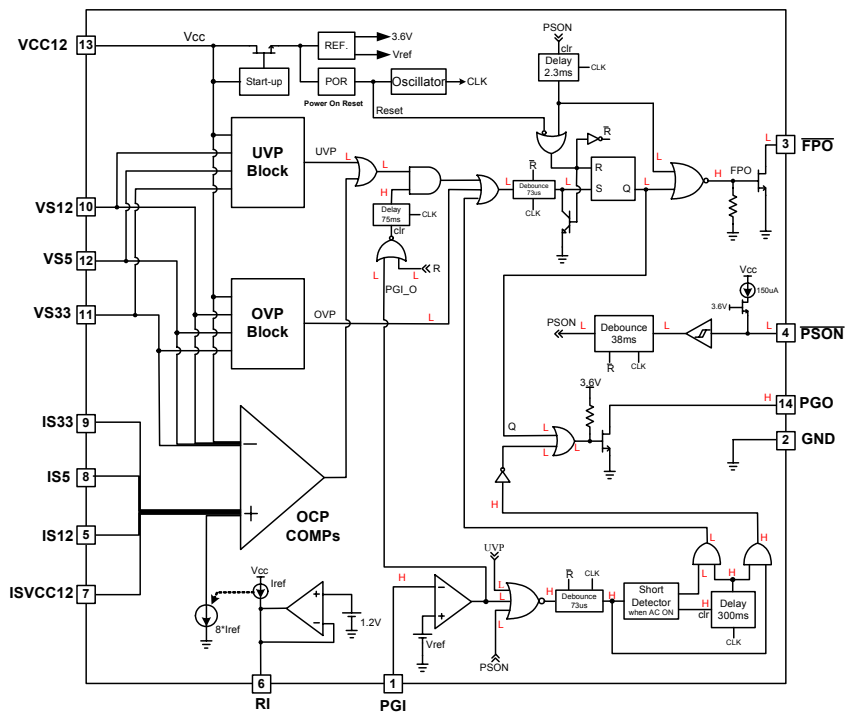 VCC12 13 Vcc
REF. 3.6V
Vref
Start-up POR Oscillator CLK
Power On Reset
Reset
PSON
clr
Delay
2.3ms CLK
R
UVP
Block UVP L L
H
Delay
75ms CLK
clr
L L R
PGI_O
L
R
Debounce
73us
CLK
L
R
S Q
L
L
H FPO
L
3 FPO
VS12
10
VS5
12
VS33
11
OVP
Block OVP L
Vcc
150uA
3.6V
PSON L Debounce
38ms L L 4 PSON
R CLK
3.6V
H
14 PGO
Q L
L L
2 GND
H
IS33
9
IS5
8
IS12
5
ISVCC12
7
OCP
COMPs
Vcc
Iref
8*Iref
1.2V
H
Vref
UVP
L
L
L
PSON
H
R CLK
Debounce
73us
H
Short
Detector
when AC ON
L
L
H
H
H
clr
Delay
300ms
CLK
6
RI
1
PGI